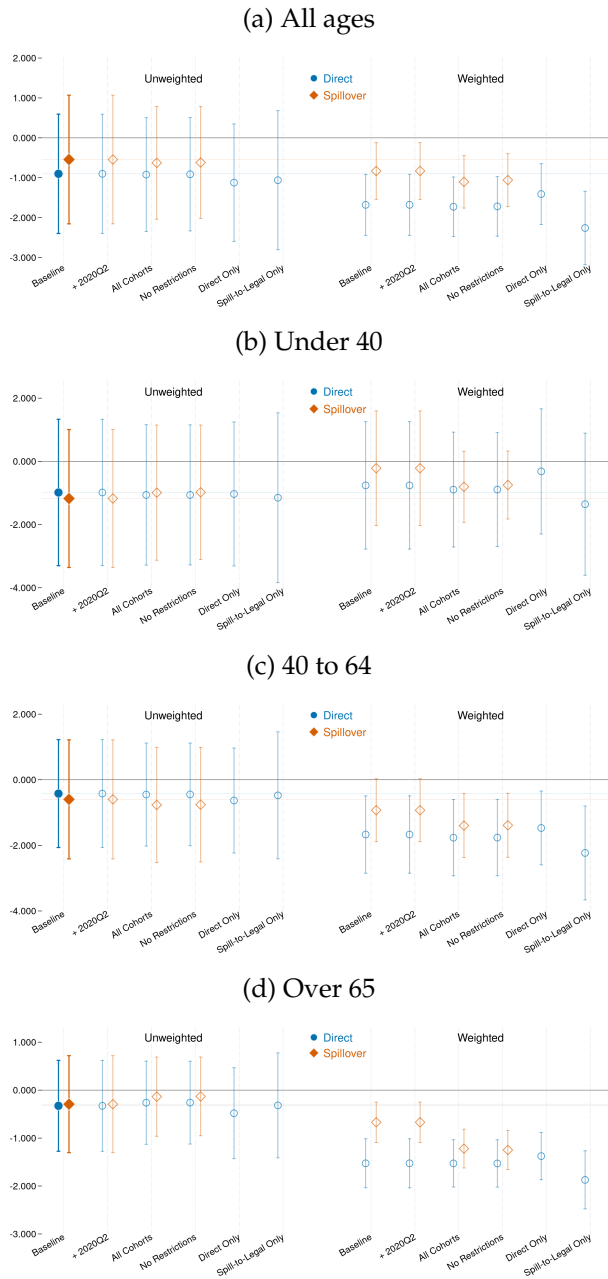 (a) All ages
2.000
1.000
0.000
-1.000
-2.000
-3.000
Unweighted
Direct
Spillover
Weighted
Baseline
+ 2020Q2
All Cohorts
No Restrictions
Direct Only
Spill-to-Legal Only
Baseline
+ 2020Q2
All Cohorts
No Restrictions
Direct Only
Spill-to-Legal Only
(b) Under 40
2.000
0.000
-2.000
-4.000
Unweighted
Direct
Spillover
Weighted
Baseline
+ 2020Q2
All Cohorts
No Restrictions
Direct Only
Spill-to-Legal Only
Baseline
+ 2020Q2
All Cohorts
No Restrictions
Direct Only
Spill-to-Legal Only
(c) 40 to 64
2.000
0.000
-2.000
-4.000
Unweighted
Direct
Spillover
Weighted
Baseline
+ 2020Q2
All Cohorts
No Restrictions
Direct Only
Spill-to-Legal Only
Baseline
+ 2020Q2
All Cohorts
No Restrictions
Direct Only
Spill-to-Legal Only
(d) Over 65
1.000
0.000
-1.000
-2.000
-3.000
Unweighted
Direct
Spillover
Weighted
Baseline
+ 2020Q2
All Cohorts
No Restrictions
Direct Only
Spill-to-Legal Only
Baseline
+ 2020Q2
All Cohorts
No Restrictions
Direct Only
Spill-to-Legal Only